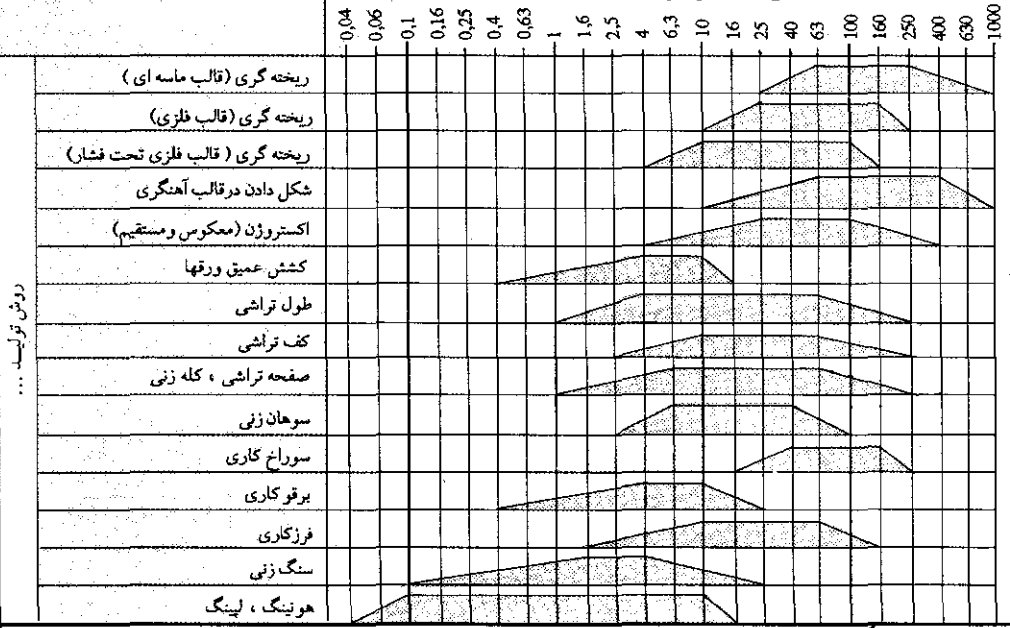 0,04 0,06 0,1 0,16 0,25 0,4 0,63 1 1,6 2,5 4 6,3 10 16 25 40 63 100 160 250 400 630 1000
روش تولیـد ...
ریخته گری (قالب ماسه ای )
ریخته گری (قالب فلزی)
ریخته گری ( قالب فلزی تحت فشار)
شکل دادن درقالب آهنگری
اکستروژن (معکوس ومستقیم)
کشش عمیق ورقها
طول تراشی
کف تراشی
صفحه تراشی ، کله زنی
سوهان زنی
سوراخ کاری
برقو کاری
فرزکاری
سنگ زنی
هونینگ ، لپینگ